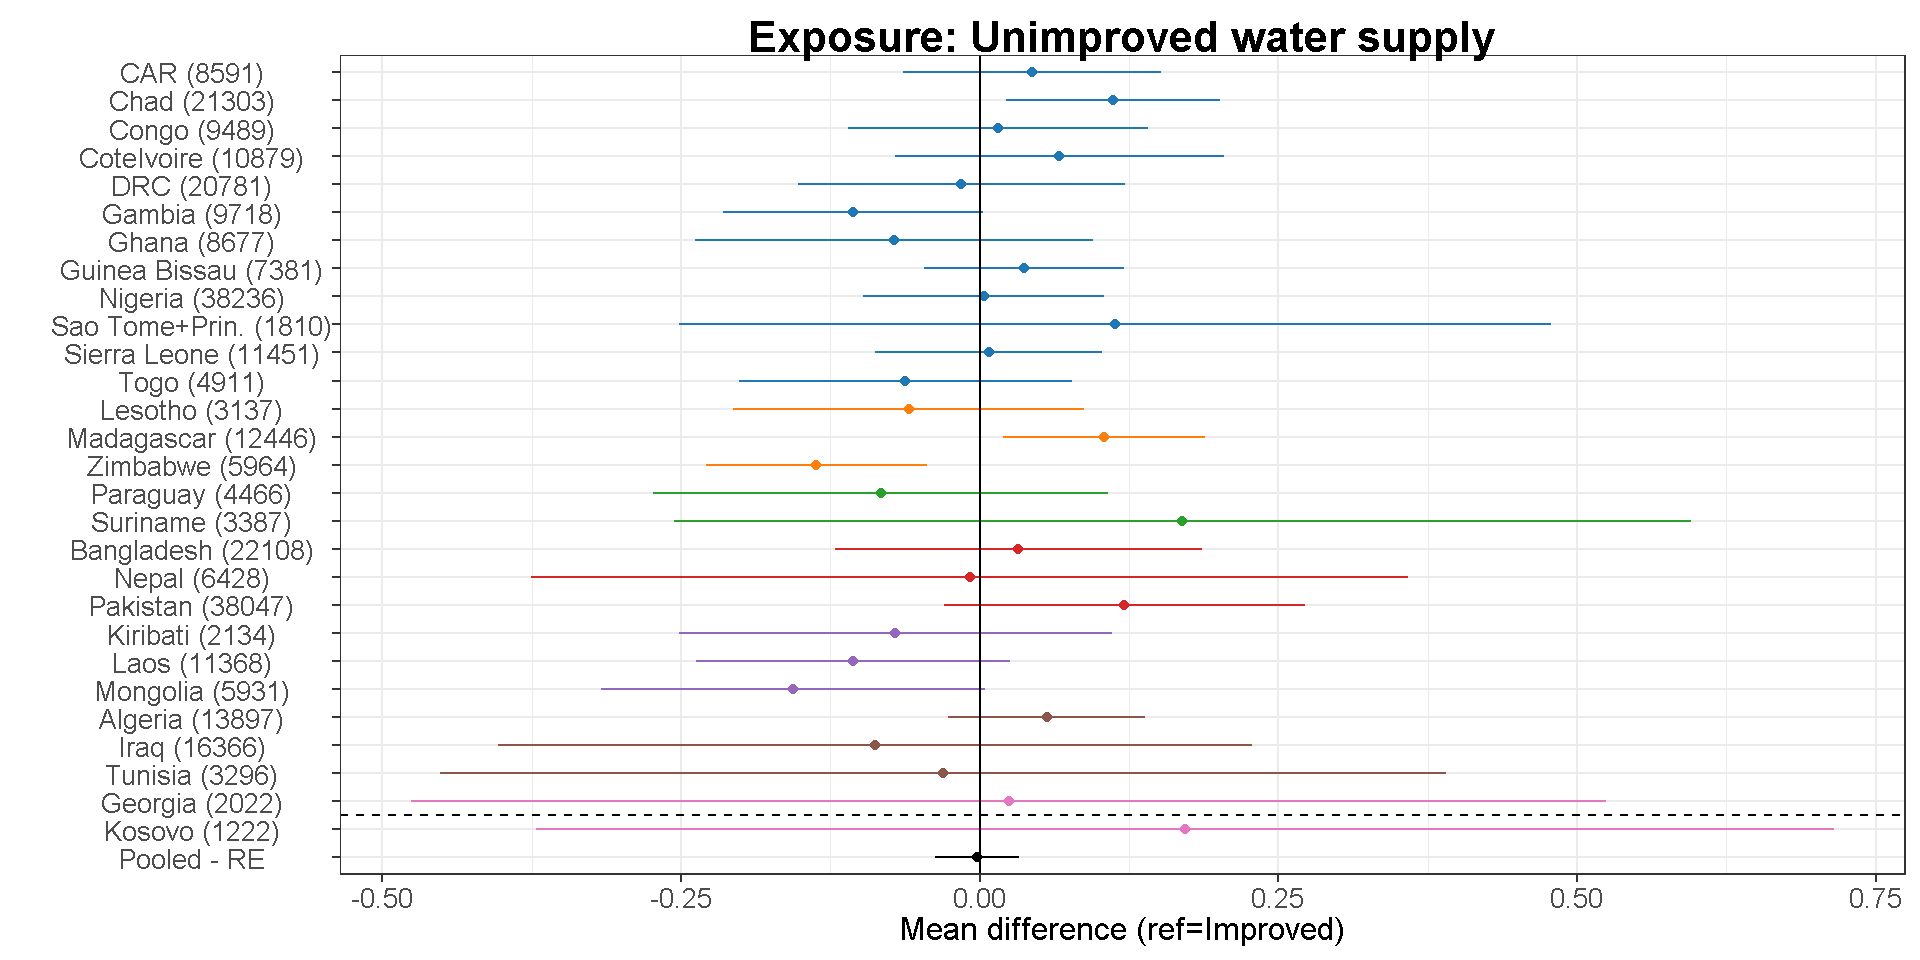 Exposure: Unimproved water supply
CAR (8591)
Chad (21303)
Congo (9489)
CoteIvoire (10879)
DRC (20781)
Gambia (9718)
Ghana (8677)
Guinea Bissau (7381)
Nigeria (38236)
Sao Tome+Prin. (1810)
Sierra Leone (11451)
Togo (4911)
Lesotho (3137)
Madagascar (12446)
Zimbabwe (5964)
Paraguay (4466)
Suriname (3387)
Bangladesh (22108)
Nepal (6428)
Pakistan (38047)
Kiribati (2134)
Laos (11368)
Mongolia (5931)
Algeria (13897)
Iraq (16366)
Tunisia (3296)
Georgia (2022)
Kosovo (1222)
Pooled - RE
-0.50 -0.25 0.00 0.25 0.50 0.75
Mean difference (ref=Improved)